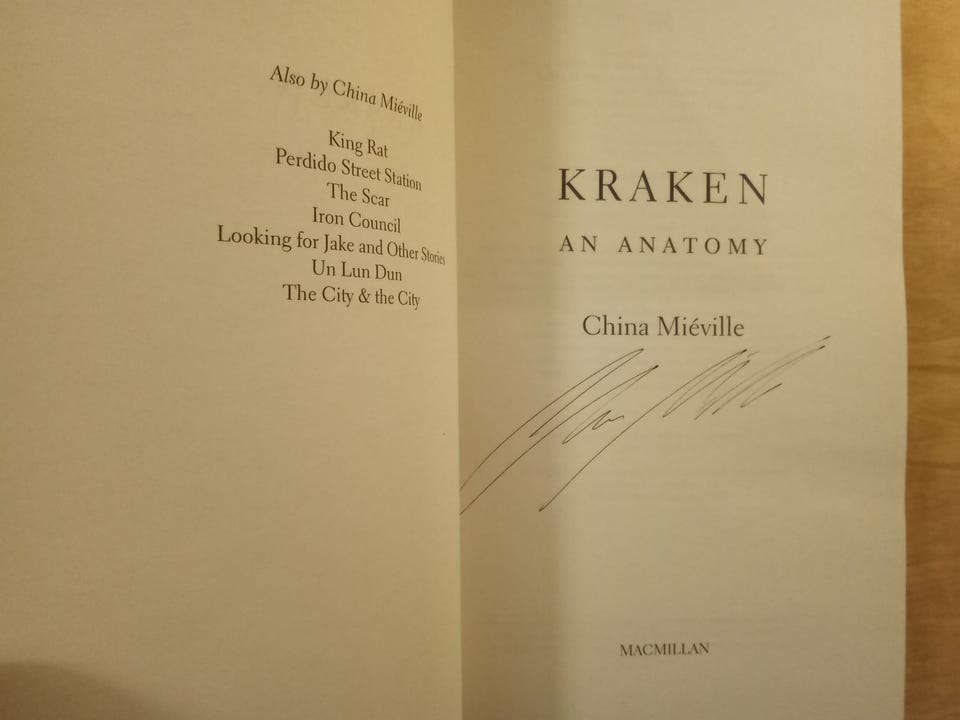 Also by China Miéville
King Rat
Perdido Street Station
The Scar
Iron Council
Looking for Jake and Other Stories
Un Lun Dun
The City & the City
KRAKEN
AN ANATOMY
China Miéville
MACMILLAN